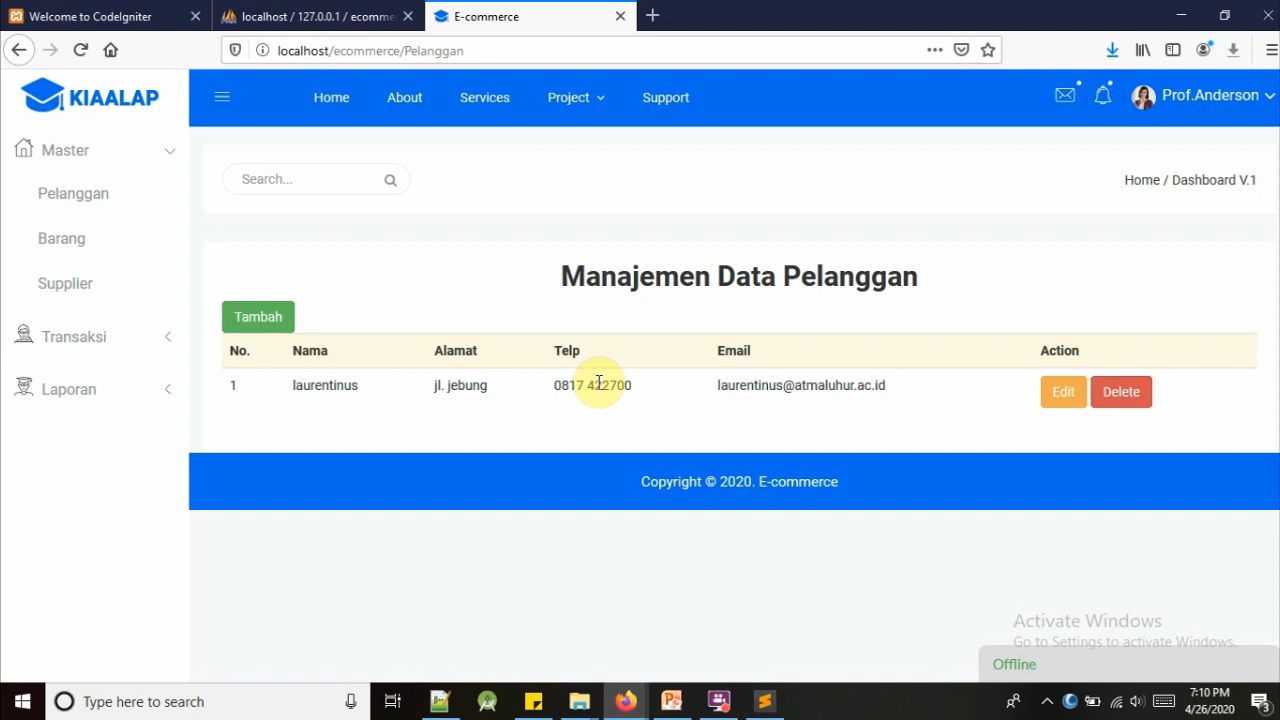 Welcome to CodeIgniter
localhost / 127.0.0.1 / ecomme
E-commerce
localhost/ecommerce/Pelanggan
KIAALAP
Home About Services Project Support
Prof.Anderson
Master
Pelanggan
Barang
Supplier
Transaksi
Laporan
Search...
Home / Dashboard V.1
Manajemen Data Pelanggan
Tambah
No. Nama Alamat Telp Email Action
1 laurentinus jl. jebung 0817 422700 laurentinus@atmaluhur.ac.id Edit Delete
Copyright © 2020. E-commerce
Activate Windows
Go to Settings to activate Windows.
Offline
Type here to search
7:10 PM
4/26/2020
3